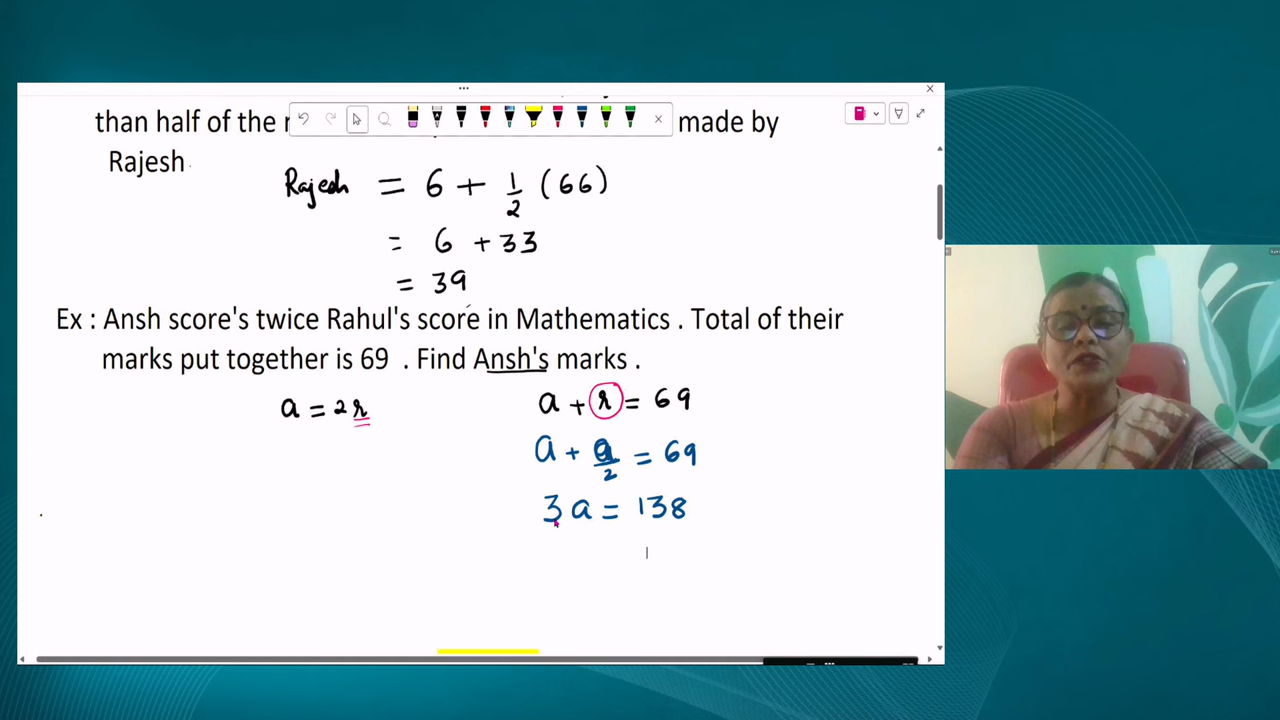 than half of the made by
Rajesh
Rajesh = 6 + 1/2 (66)
= 6 + 33
= 39
Ex : Ansh score's twice Rahul's score in Mathematics . Total of their
marks put together is 69 . Find Ansh's marks .
a = 2r
a + r = 69
a + a/2 = 69
3a = 138